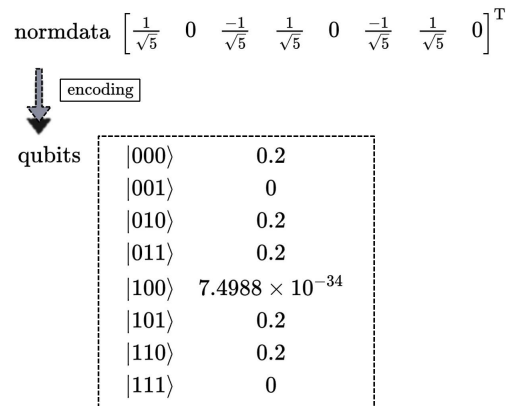 normdata [1/√5 0 -1/√5 1/√5 0 -1/√5 1/√5 0]ᵀ
encoding
qubits |000⟩ 0.2
|001⟩ 0
|010⟩ 0.2
|011⟩ 0.2
|100⟩ 7.4988 × 10⁻³⁴
|101⟩ 0.2
|110⟩ 0.2
|111⟩ 0